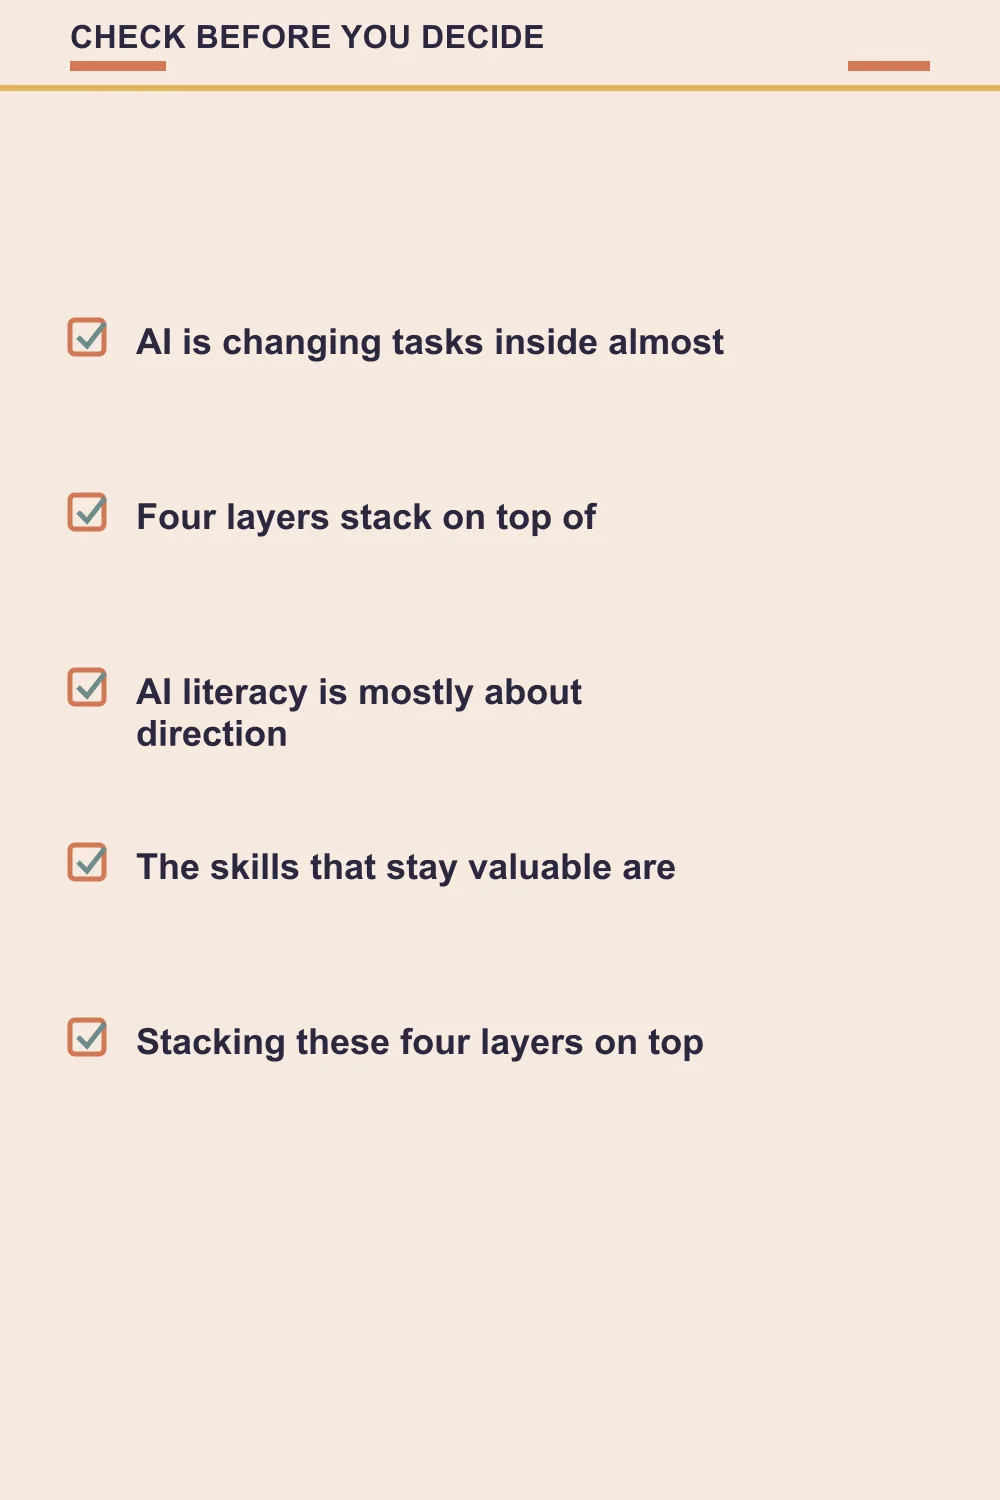 CHECK BEFORE YOU DECIDE
AI is changing tasks inside almost
Four layers stack on top of
AI literacy is mostly about
direction
The skills that stay valuable are
Stacking these four layers on top